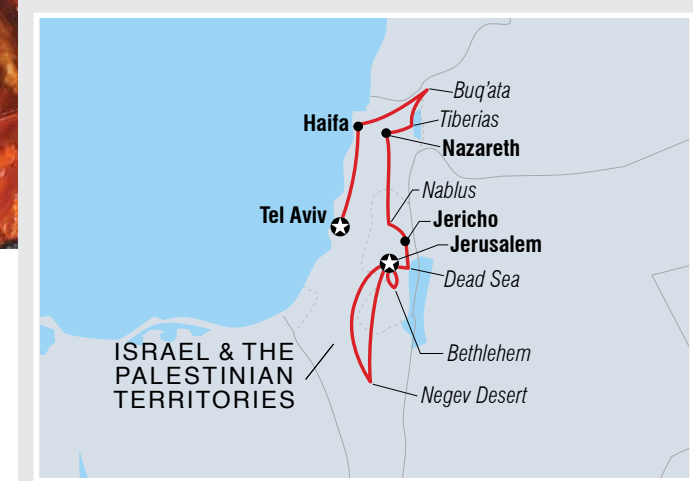 Buq'ata
Tiberias
Haifa
Nazareth
Nablus
Tel Aviv
Jericho
Jerusalem
Dead Sea
ISRAEL & THE
PALESTINIAN
TERRITORIES
Bethlehem
Negev Desert